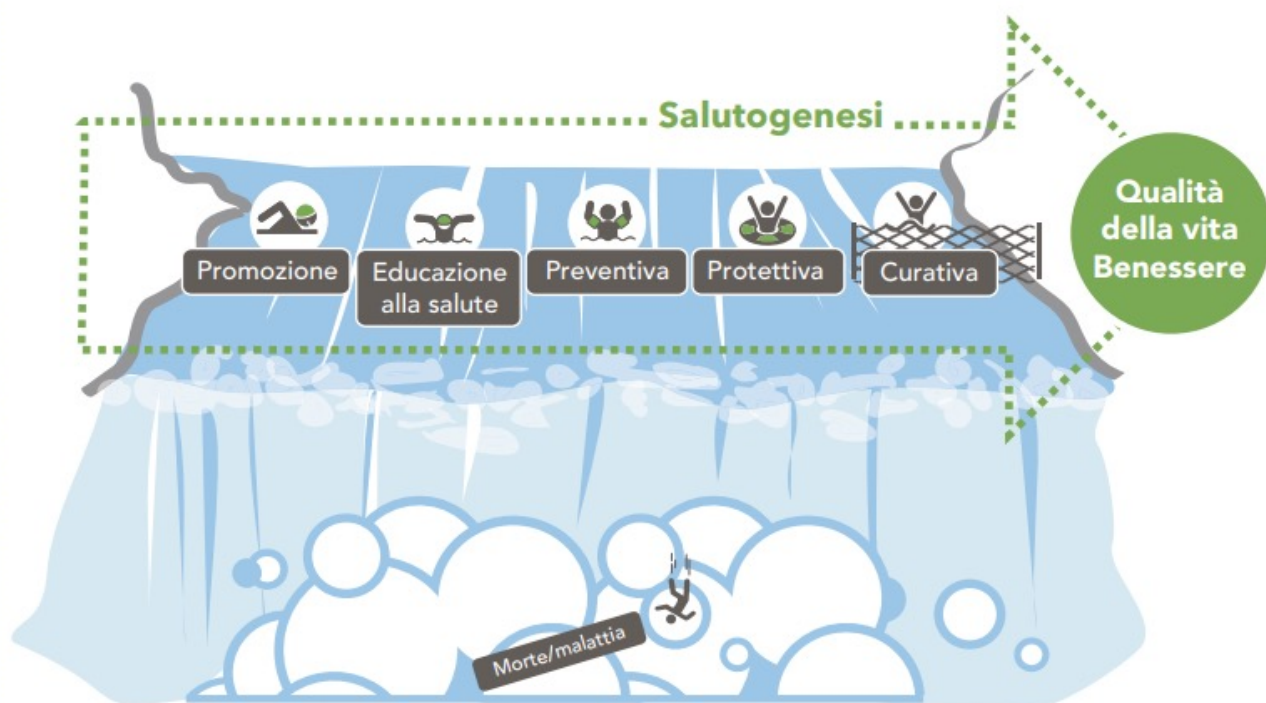 Salutogenesi
Qualità
della vita
Benessere
Promozione
Educazione
alla salute
Preventiva
Protettiva
Curativa
Morte/malattia